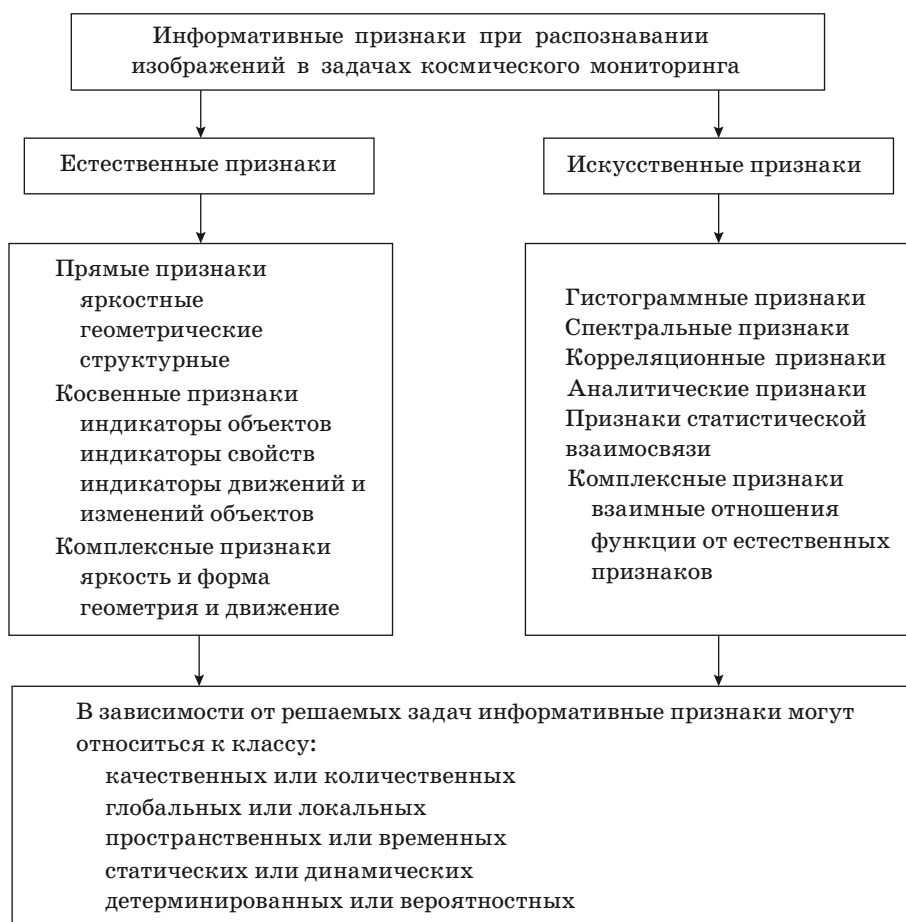 Информативные признаки при распознавании
изображений в задачах космического мониторинга
Естественные признаки
Искусственные признаки
Прямые признаки
яркостные
геометрические
структурные
Косвенные признаки
индикаторы объектов
индикаторы свойств
индикаторы движений и
изменений объектов
Комплексные признаки
яркость и форма
геометрия и движение
Гистограммные признаки
Спектральные признаки
Корреляционные признаки
Аналитические признаки
Признаки статистической
взаимосвязи
Комплексные признаки
взаимные отношения
функции от естественных
признаков
В зависимости от решаемых задач информативные признаки могут
относиться к классу:
качественных или количественных
глобальных или локальных
пространственных или временных
статических или динамических
детерминированных или вероятностных